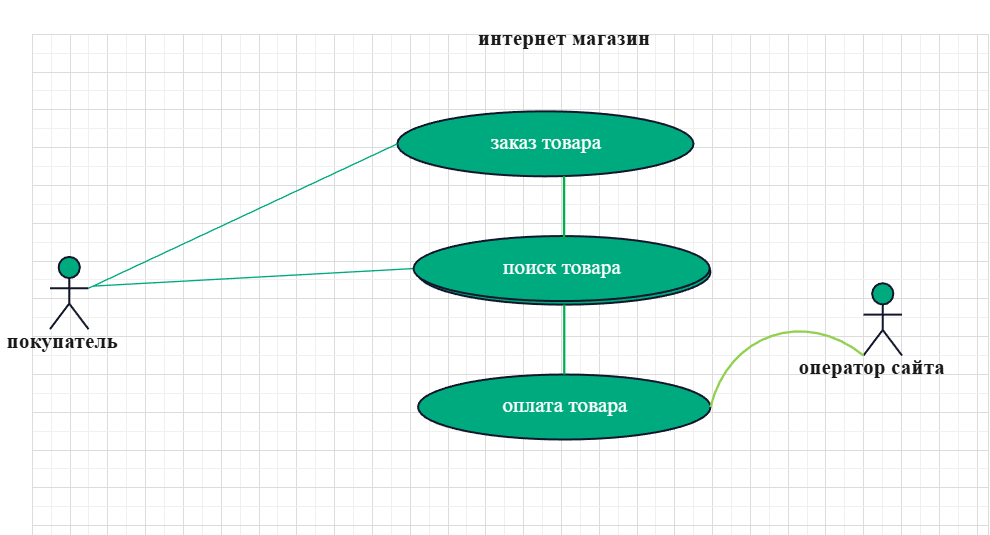 интернет магазин
заказ товара
поиск товара
покупатель
оператор сайта
оплата товара